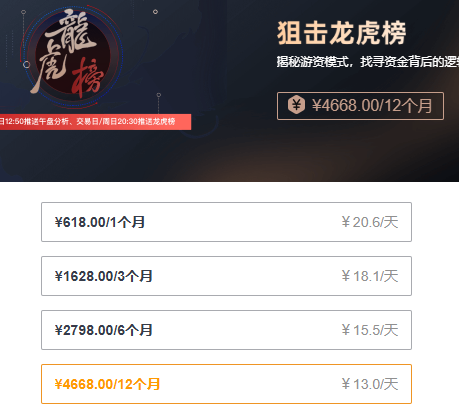 龍虎榜
日12:50推送午盘分析、交易日/周日20:30推送龙虎榜
狙击龙虎榜
揭秘游资模式，找寻资金背后的逻辑
¥4668.00/12个月
¥618.00/1个月 ￥20.6/天
¥1628.00/3个月 ￥18.1/天
¥2798.00/6个月 ￥15.5/天
¥4668.00/12个月 ￥13.0/天